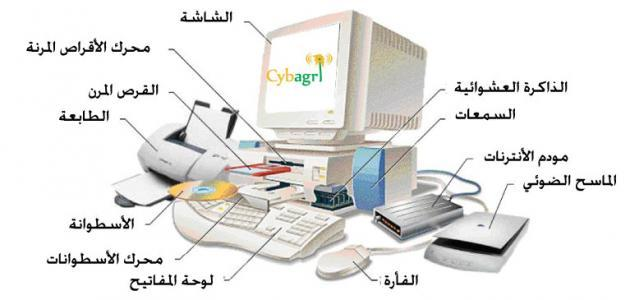 الشاشة
محرك الأقراص المرنة
Cybagri
الذاكرة العشوائية
القرص المرن
السمعات
الطابعة
مودم الأنترنات
الماسح الضوئي
الأسطوانة
محرك الأسطوانات
لوحة المفاتيح
الفأرة: